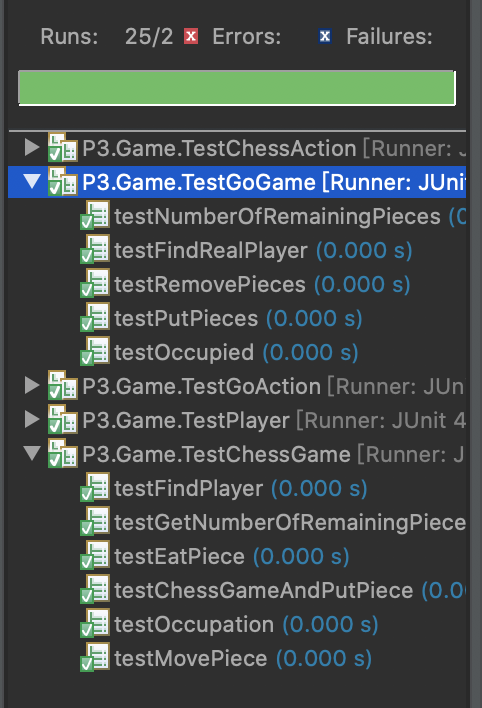 Runs: 25/2 Errors: Failures:
P3.Game.TestChessAction [Runner: J
P3.Game.TestGoGame [Runner: JUni
testNumberOfRemainingPieces (0
testFindRealPlayer (0.000 s)
testRemovePieces (0.000 s)
testPutPieces (0.000 s)
testOccupied (0.000 s)
P3.Game.TestGoAction [Runner: JUn
P3.Game.TestPlayer [Runner: JUnit 4
P3.Game.TestChessGame [Runner: J
testFindPlayer (0.000 s)
testGetNumberOfRemainingPiece
testEatPiece (0.000 s)
testChessGameAndPutPiece (0.00
testOccupation (0.000 s)
testMovePiece (0.000 s)